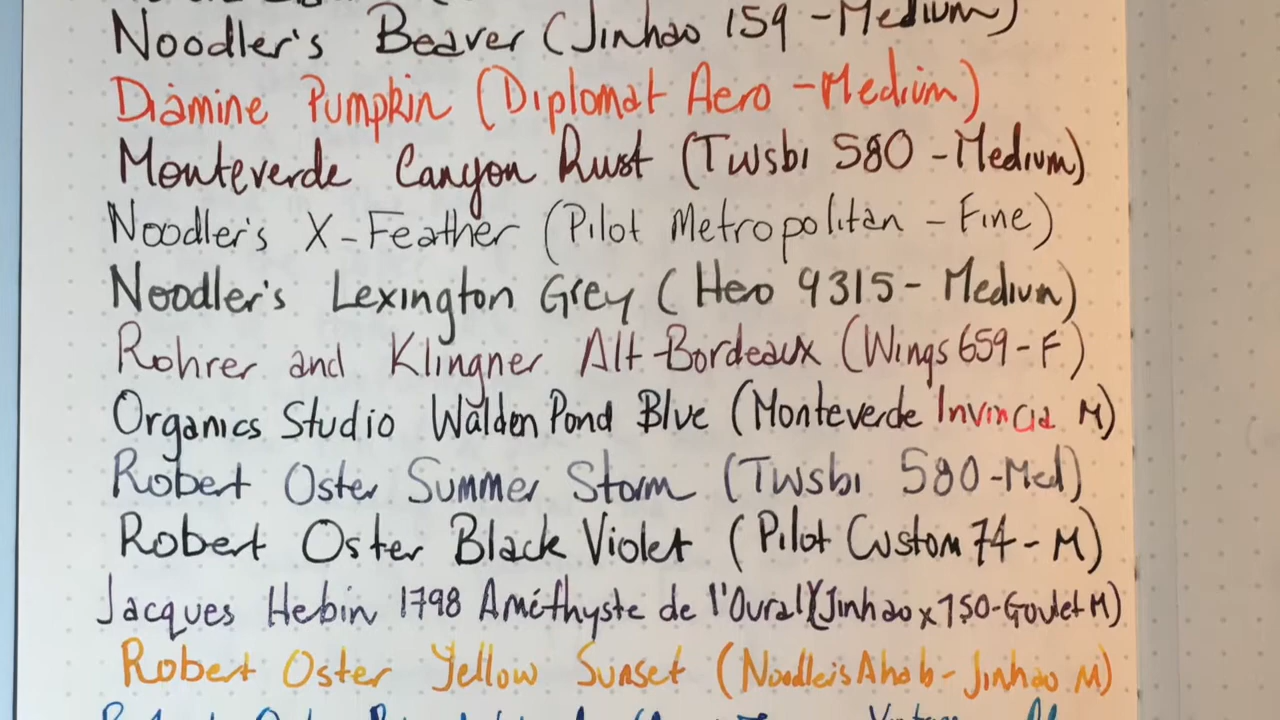 Noodler's Beaver (Jinhao 159 - Medium)
Diamine Pumpkin (Diplomat Aero - Medium)
Monteverde Canyon Rust (Twsbi 580 - Medium)
Noodler's X-Feather (Pilot Metropolitan - Fine)
Noodler's Lexington Grey (Hero 9315 - Medium)
Rohrer and Klingner Alt-Bordeaux (Wings 659 - F)
Organics Studio Walden Pond Blue (Monteverde Invincia M)
Robert Oster Summer Storm (Twsbi 580-Med)
Robert Oster Black Violet (Pilot Custom 74 - M)
Jacques Hebin 1798 Améthyste de l'Oural (Jinhao x750-Goulet M)
Robert Oster Yellow Sunset (Noodler's Ahab - Jinhao M)